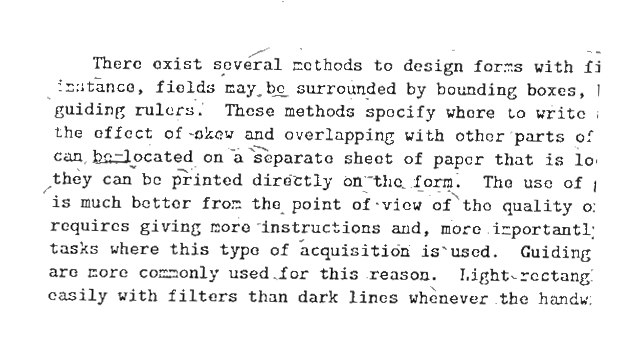 There exist several methods to design forms with fi
instance, fields may be surrounded by bounding boxes, l
guiding rulers. These methods specify where to write
the effect of skew and overlapping with other parts of
can be located on a separate sheet of paper that is lo
they can be printed directly on the form. The use of
is much better from the point of view of the quality o
requires giving more instructions and, more importantly
tasks where this type of acquisition is used. Guiding
are more commonly used for this reason. Light rectang
easily with filters than dark lines whenever the handw